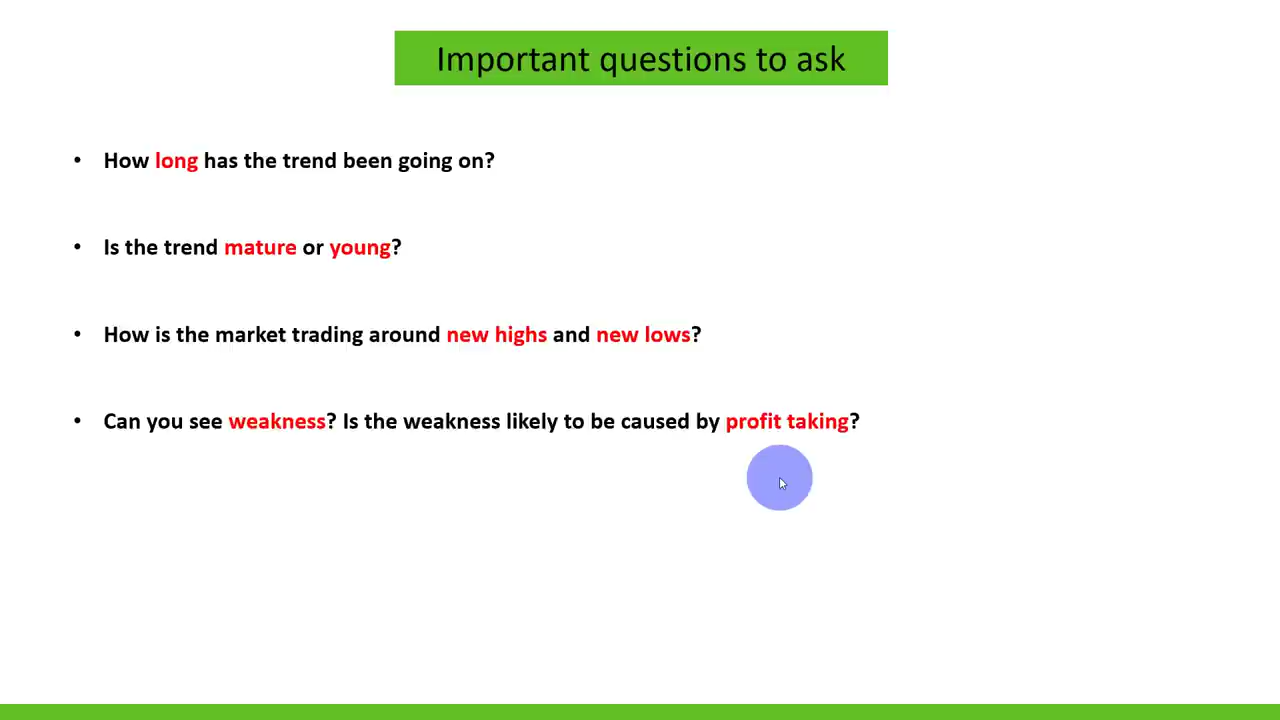 Important questions to ask
• How long has the trend been going on?
• Is the trend mature or young?
• How is the market trading around new highs and new lows?
• Can you see weakness? Is the weakness likely to be caused by profit taking?